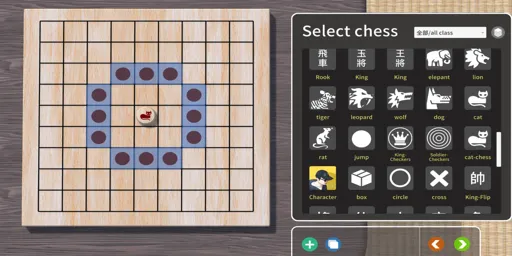 Select chess
全部/all class
飛車
玉將
王將
Rook
King
King
elepant
lion
tiger
leopard
wolf
dog
cat
rat
jump
King-Checkers
Soldier-Checkers
cat-chess
帥
Character
box
circle
cross
King-Flip